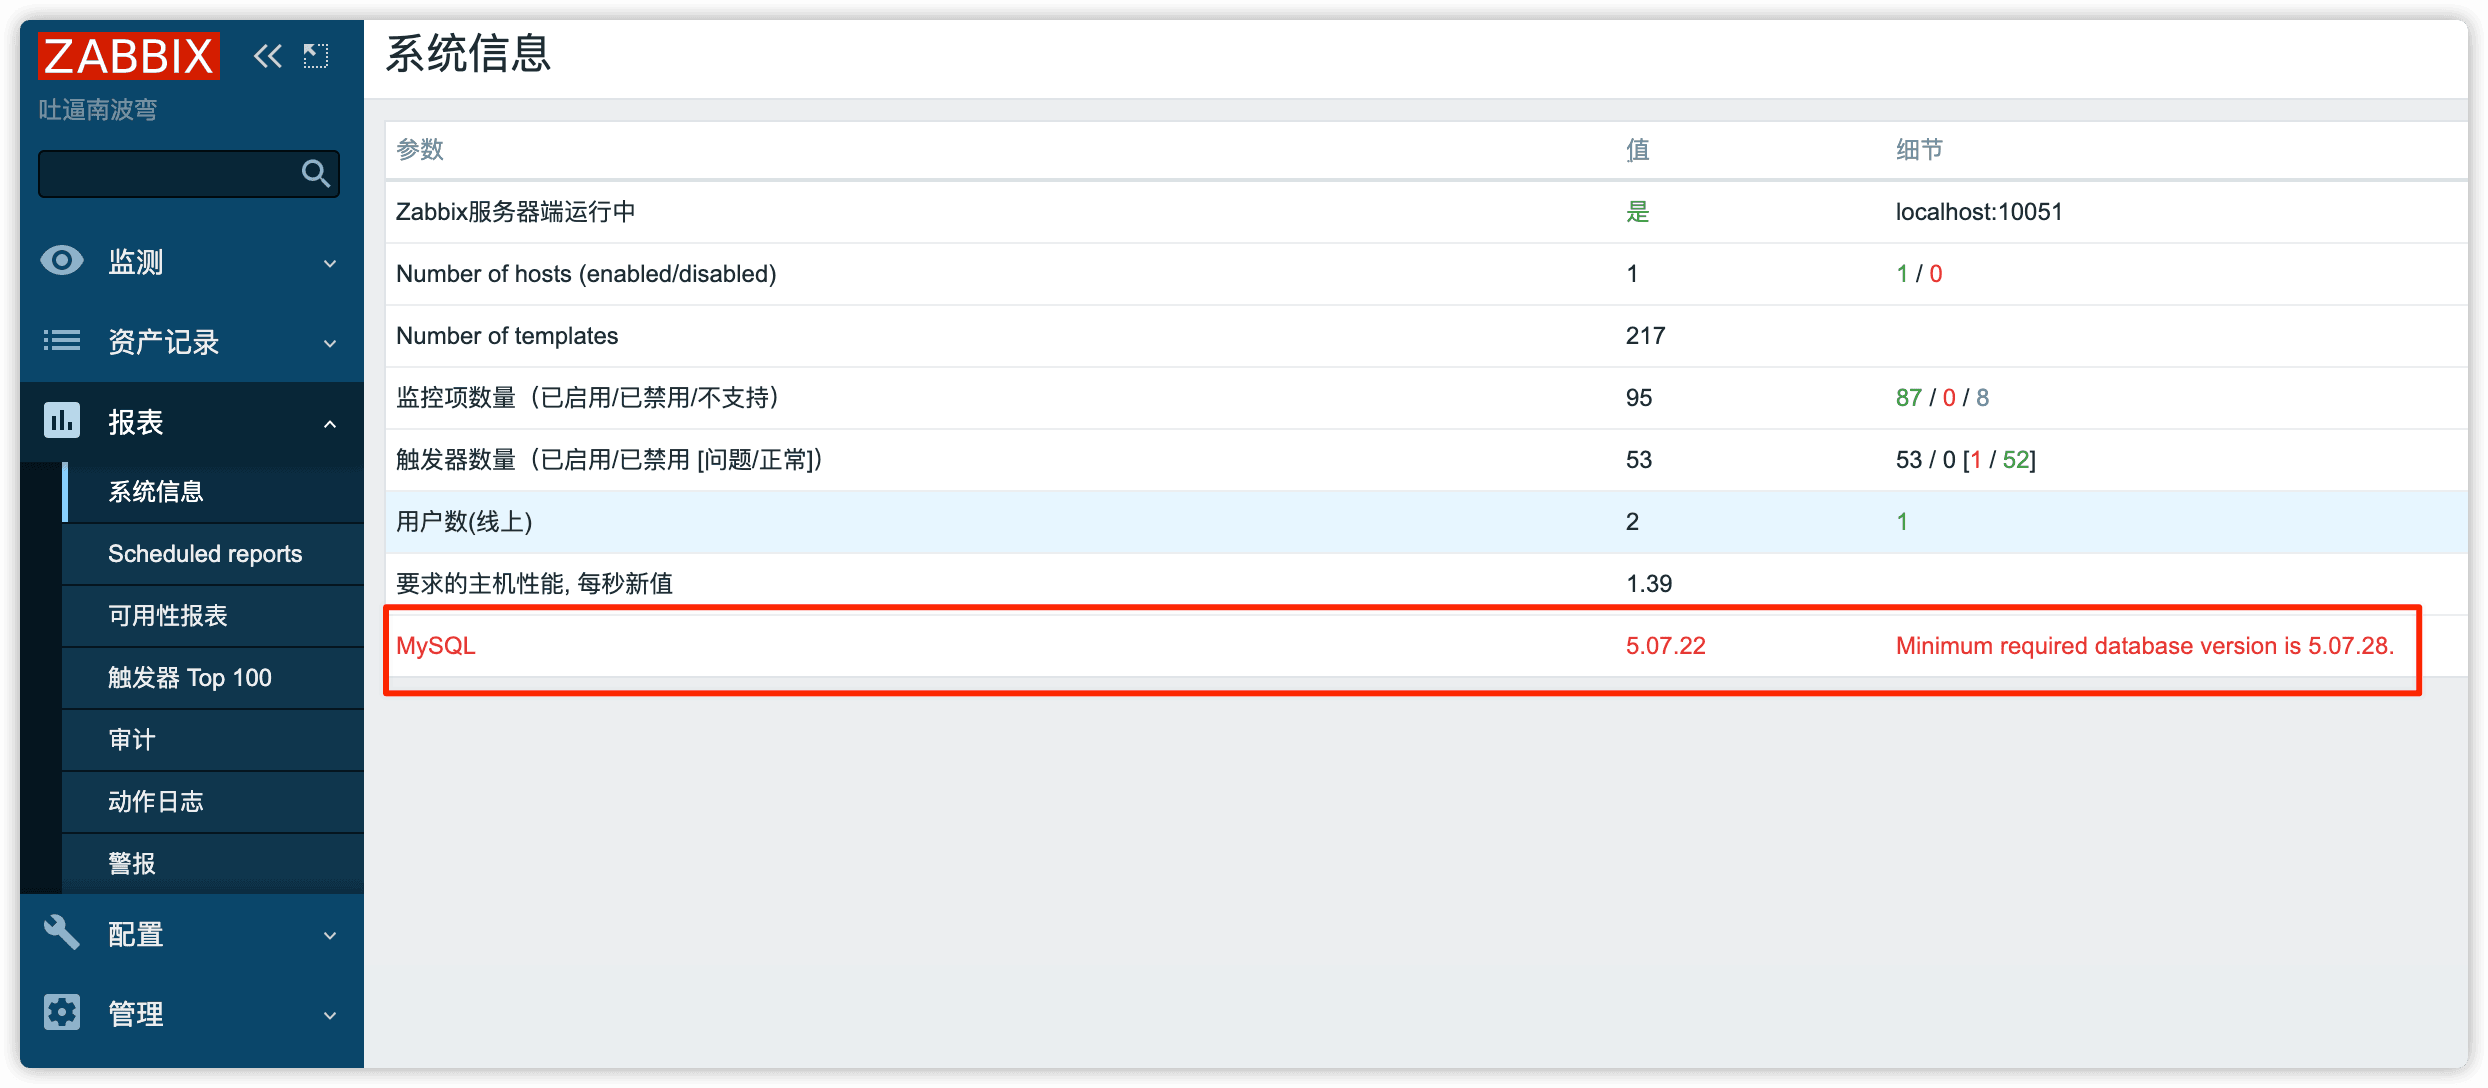 ZABBIX
吐逼南波弯
监测
资产记录
报表
系统信息
Scheduled reports
可用性报表
触发器 Top 100
审计
动作日志
警报
配置
管理
系统信息
参数 值 细节
Zabbix服务器端运行中 是 localhost:10051
Number of hosts (enabled/disabled) 1 1 / 0
Number of templates 217
监控项数量（已启用/已禁用/不支持） 95 87 / 0 / 8
触发器数量（已启用/已禁用 [问题/正常]） 53 53 / 0 [1 / 52]
用户数(线上) 2 1
要求的主机性能, 每秒新值 1.39
MySQL 5.07.22 Minimum required database version is 5.07.28.